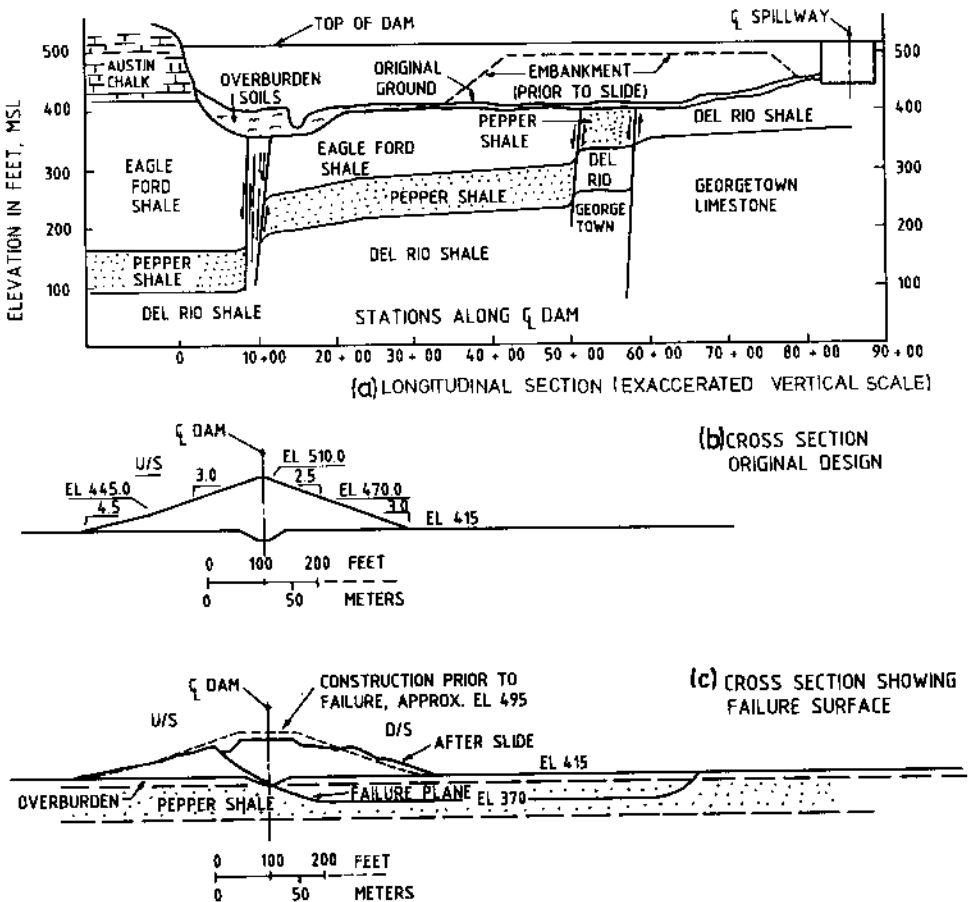 TOP OF DAM
℄ SPILLWAY
500
AUSTIN
CHALK
OVERBURDEN
SOILS
ORIGINAL
GROUND
EMBANKMENT
(PRIOR TO SLIDE)
500
400
400
PEPPER
SHALE
DEL RIO SHALE
EAGLE
FORD
SHALE
EAGLE FORD
SHALE
300
300
DEL
RIO
PEPPER SHALE
GEORGETOWN
LIMESTONE
GEORGE
TOWN
200
200
PEPPER
SHALE
DEL RIO SHALE
100
100
DEL RIO SHALE
STATIONS ALONG ℄ DAM
ELEVATION IN FEET, MSL
0 10+00 20 + 00 30 + 00 40 + 00 50 + 00 60 + 00 70 + 00 80 + 00 90 + 00
(a) LONGITUDINAL SECTION (EXACCERATED VERTICAL SCALE)
℄ DAM
(b) CROSS SECTION
ORIGINAL DESIGN
U/S
EL 510.0
3.0
2.5
EL 445.0
EL 470.0
4.5
3.0
EL 415
0 100 200 FEET
0 50 METERS
℄ DAM
CONSTRUCTION PRIOR TO
FAILURE, APPROX. EL 495
(c) CROSS SECTION SHOWING
FAILURE SURFACE
U/S
D/S
AFTER SLIDE
EL 415
OVERBURDEN
PEPPER SHALE
FAILURE PLANE
EL 370
0 100 200 FEET
0 50 METERS